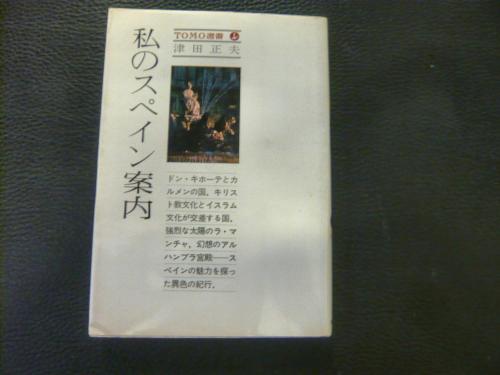 TOMO選書
津田正夫
私のスペイン案内
ドン・キホーテとカ
ルメンの国。キリス
ト教文化とイスラム
文化が交差する国。
強烈な太陽のラ・マ
ンチャ，幻想のアル
ハンブラ宮殿──ス
ペインの魅力を探っ
た異色の紀行。